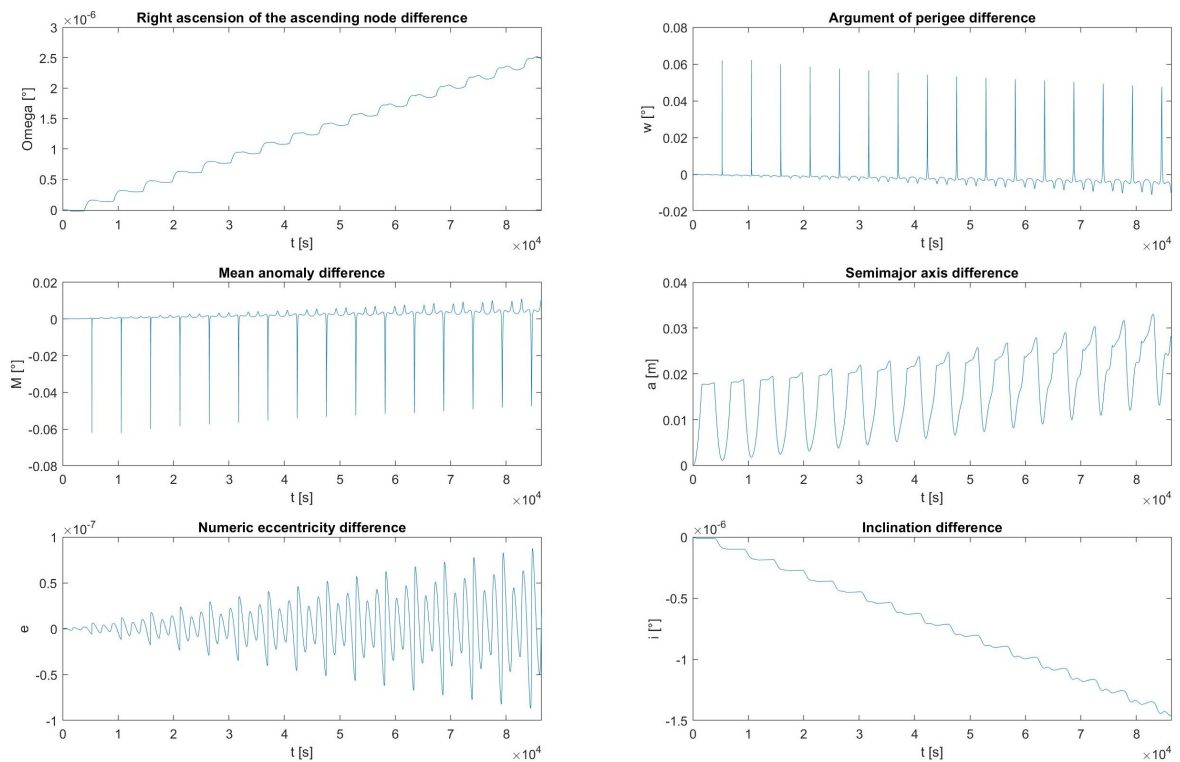 Right ascension of the ascending node difference
×10^-6
3
2.5
2
1.5
1
0.5
0
Omega [°]
0 1 2 3 4 5 6 7 8
t [s]
×10^4
Argument of perigee difference
0.08
0.06
0.04
0.02
0
-0.02
w [°]
0 1 2 3 4 5 6 7 8
t [s]
×10^4
Mean anomaly difference
0.02
0
-0.02
-0.04
-0.06
-0.08
M [°]
0 1 2 3 4 5 6 7 8
t [s]
×10^4
Semimajor axis difference
0.04
0.03
0.02
0.01
0
a [m]
0 1 2 3 4 5 6 7 8
t [s]
×10^4
Numeric eccentricity difference
×10^-7
1
0.5
0
-0.5
-1
e
0 1 2 3 4 5 6 7 8
t [s]
×10^4
Inclination difference
×10^-6
0
-0.5
-1
-1.5
i [°]
0 1 2 3 4 5 6 7 8
t [s]
×10^4